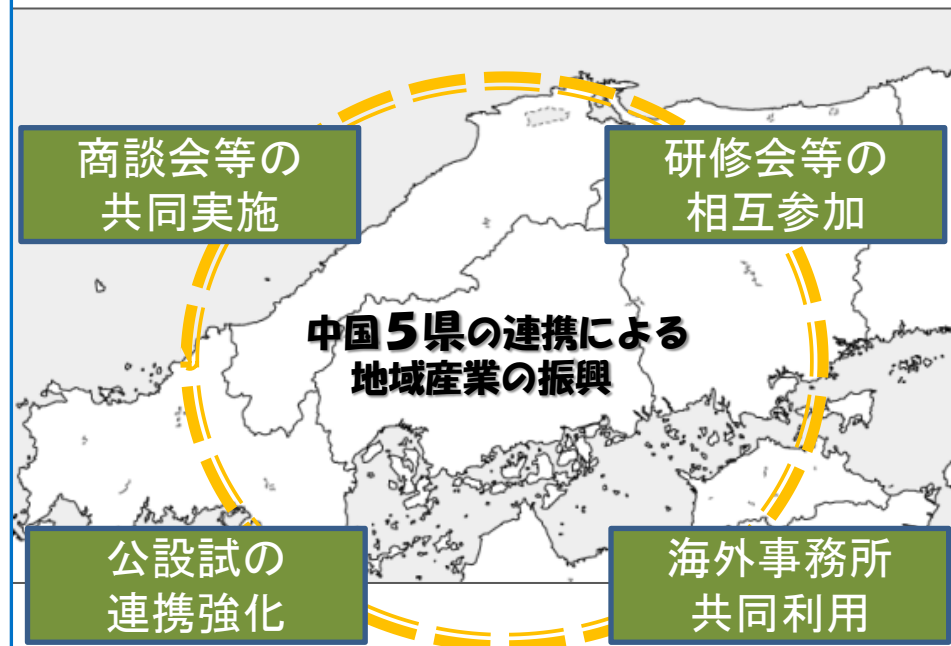 商談会等の
共同実施
研修会等の
相互参加
中国5県の連携による
地域産業の振興
公設試の
連携強化
海外事務所
共同利用